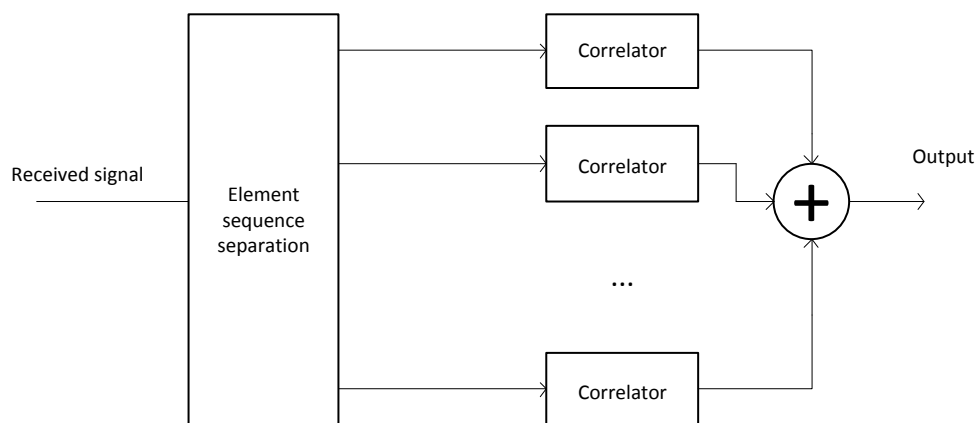 Received signal
Element
sequence
separation
Correlator
Correlator
...
Correlator
+
Output